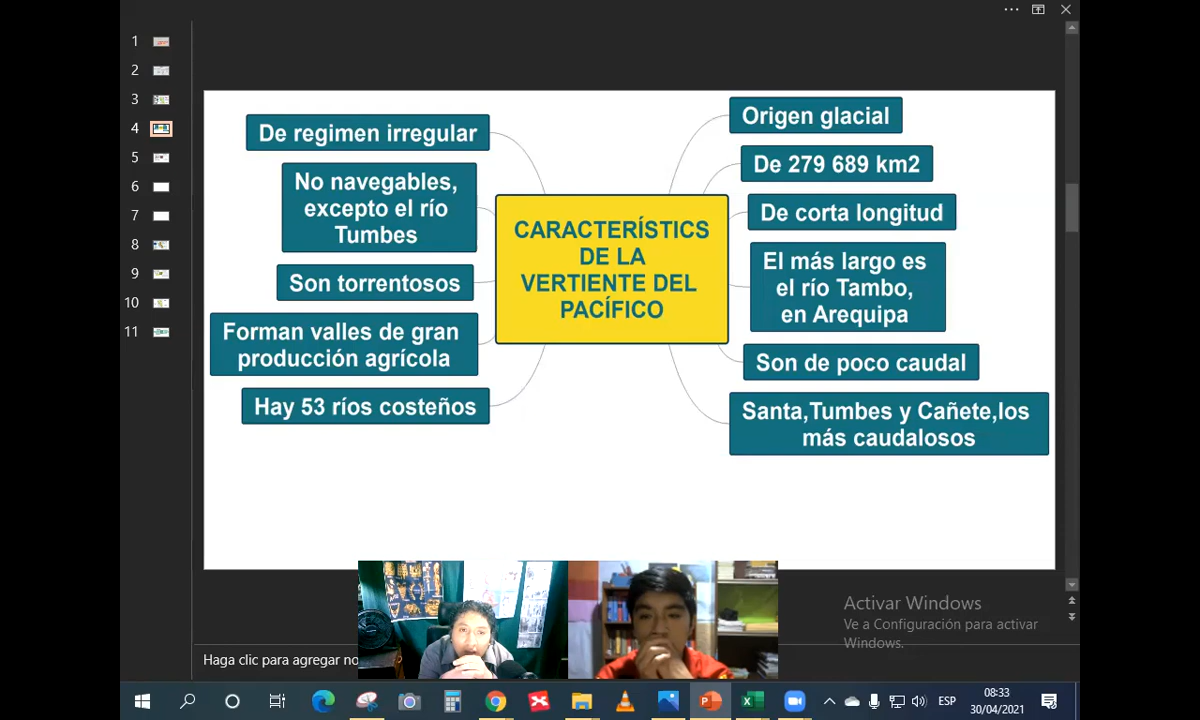 1
2
3
4
5
6
7
8
9
10
11
De regimen irregular
No navegables,
excepto el río
Tumbes
Son torrentosos
Forman valles de gran
producción agrícola
Hay 53 ríos costeños
CARACTERÍSTICS
DE LA
VERTIENTE DEL
PACÍFICO
Origen glacial
De 279 689 km2
De corta longitud
El más largo es
el río Tambo,
en Arequipa
Son de poco caudal
Santa,Tumbes y Cañete,los
más caudalosos
Activar Windows
Ve a Configuración para activar
Windows.
Haga clic para agregar no
ESP
08:33
30/04/2021